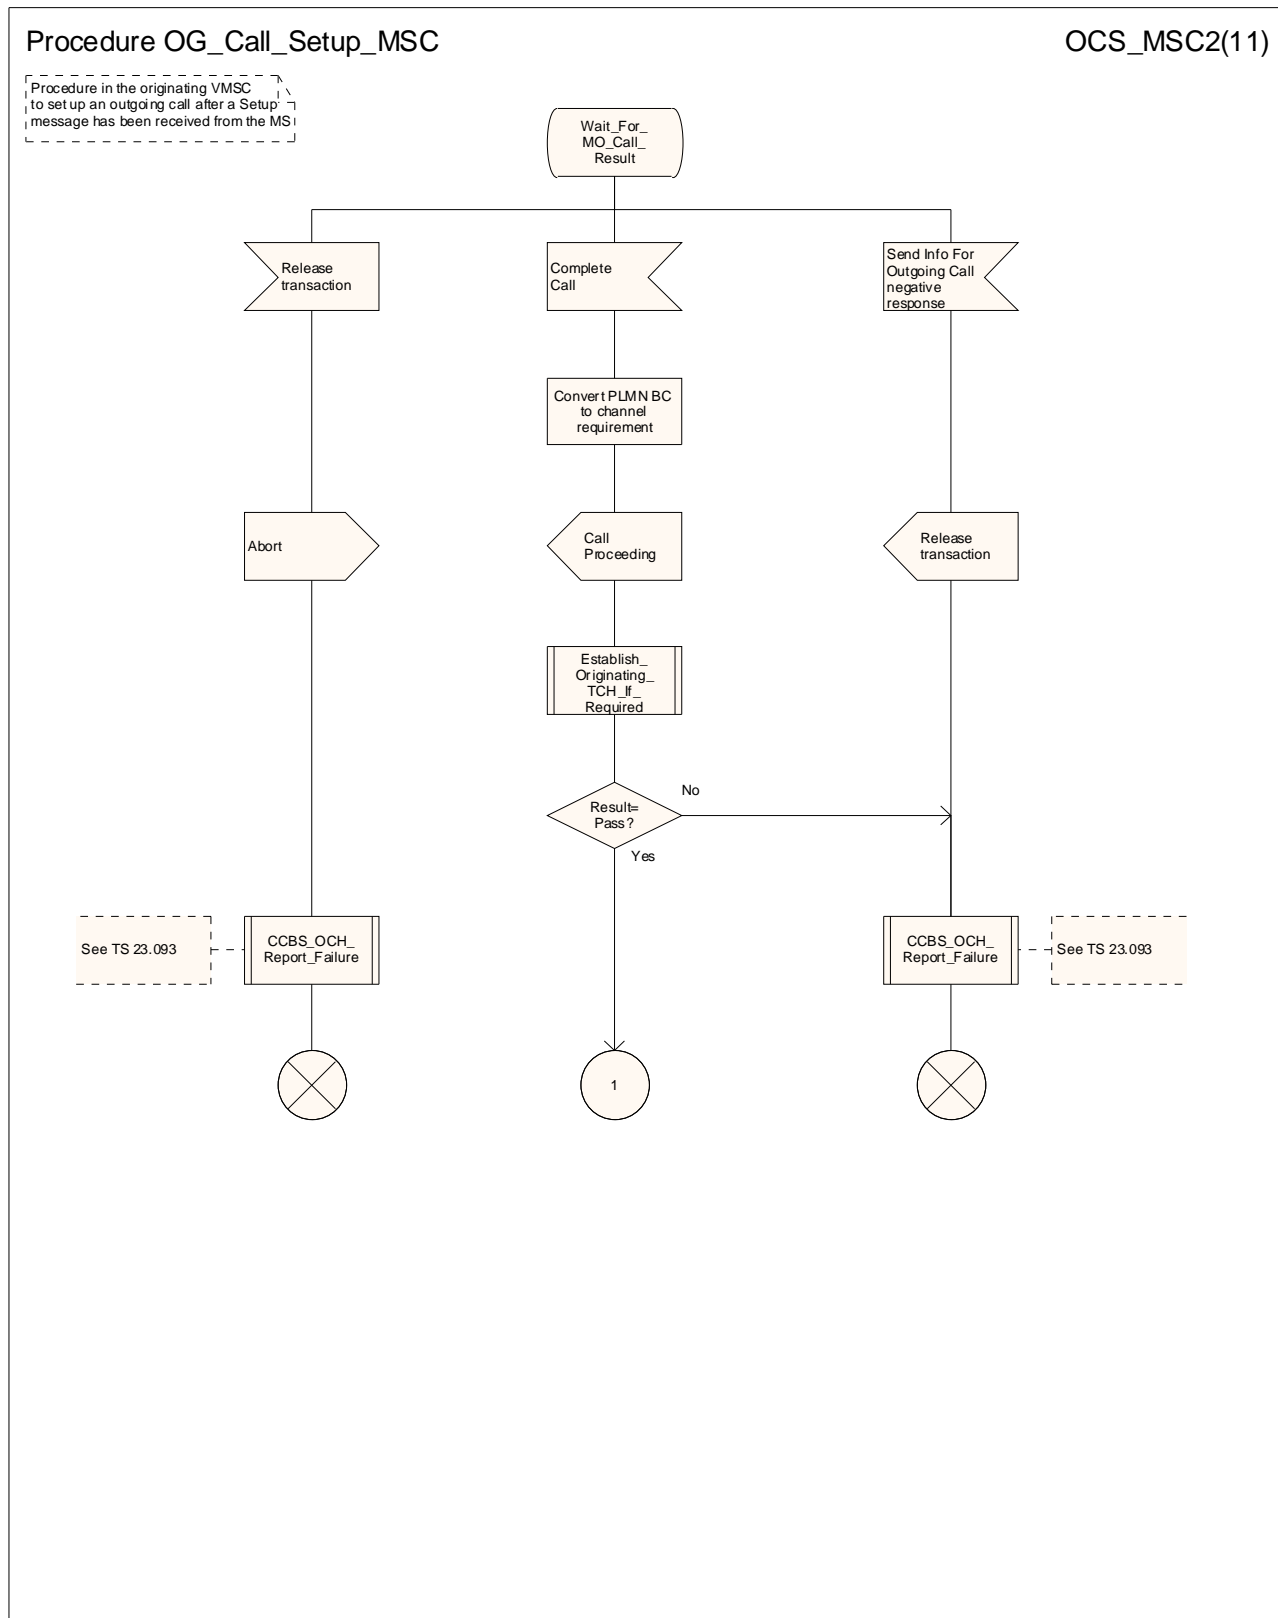 Procedure OG_Call_Setup_MSC
OCS_MSC2(11)
Procedure in the originating VMSC
to set up an outgoing call after a Setup
message has been received from the MS
Wait_For_
MO_Call_
Result
Release
transaction
Complete
Call
Send Info For
Outgoing Call
negative
response
Convert PLMN BC
to channel
requirement
Abort
Call
Proceeding
Release
transaction
Establish_
Originating_
TCH_If_
Required
Result=
Pass?
No
Yes
See TS 23.093
CCBS_OCH_
Report_Failure
CCBS_OCH_
Report_Failure
See TS 23.093
1